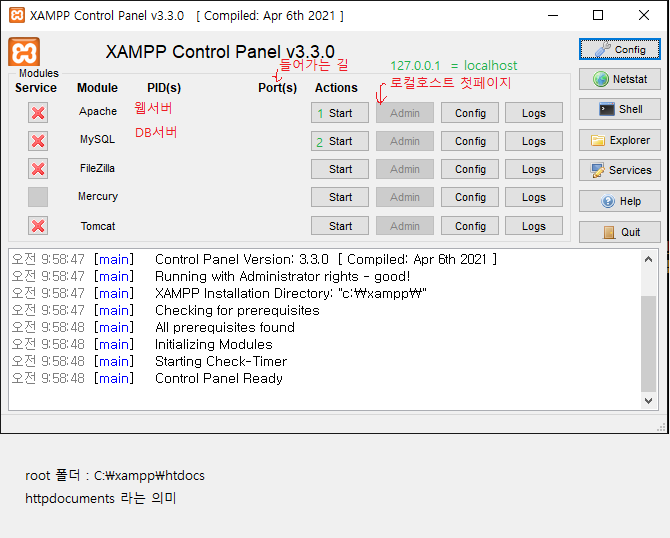 XAMPP Control Panel v3.3.0 [ Compiled: Apr 6th 2021 ]
XAMPP Control Panel v3.3.0
들어가는 길
127.0.0.1 = localhost
Config
Modules
Service Module PID(s) Port(s) Actions
로컬호스트 첫페이지
Netstat
Apache 웹서버 1 Start Admin Config Logs
Shell
MySQL DB서버 2 Start Admin Config Logs
Explorer
FileZilla Start Admin Config Logs
Services
Mercury Start Admin Config Logs
Help
Tomcat Start Admin Config Logs
Quit
오전 9:58:47 [main] Control Panel Version: 3.3.0 [ Compiled: Apr 6th 2021 ]
오전 9:58:47 [main] Running with Administrator rights - good!
오전 9:58:47 [main] XAMPP Installation Directory: "c:₩xampp₩"
오전 9:58:47 [main] Checking for prerequisites
오전 9:58:48 [main] All prerequisites found
오전 9:58:48 [main] Initializing Modules
오전 9:58:48 [main] Starting Check-Timer
오전 9:58:48 [main] Control Panel Ready
root 폴더 : C:₩xampp₩htdocs
httpdocuments 라는 의미